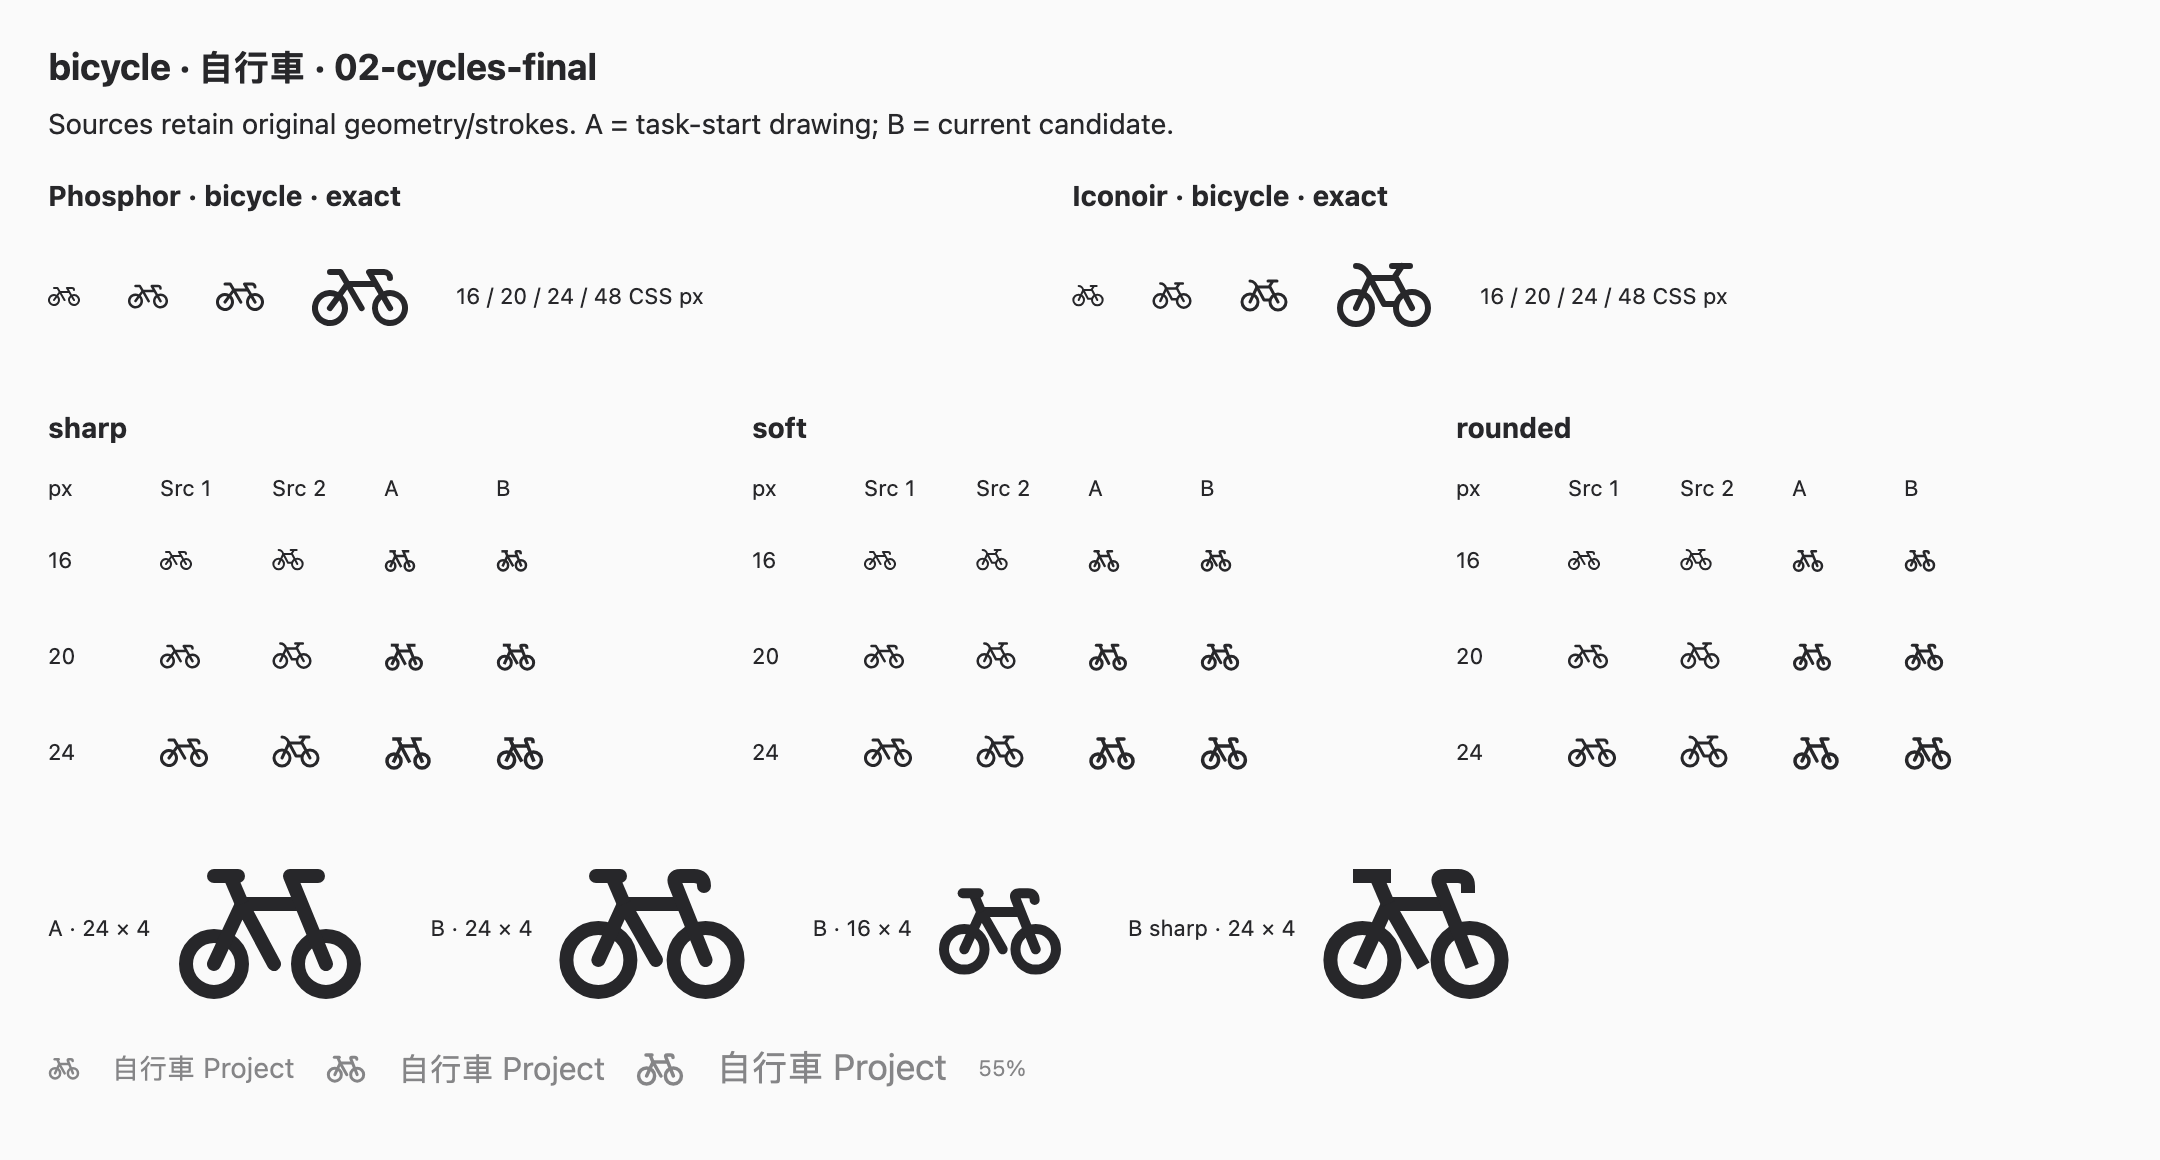 bicycle · 自行車 · 02-cycles-final
Sources retain original geometry/strokes. A = task-start drawing; B = current candidate.
Phosphor · bicycle · exact
16 / 20 / 24 / 48 CSS px
Iconoir · bicycle · exact
16 / 20 / 24 / 48 CSS px
sharp
px Src 1 Src 2 A B
16
20
24
soft
px Src 1 Src 2 A B
16
20
24
rounded
px Src 1 Src 2 A B
16
20
24
A · 24 × 4
B · 24 × 4
B · 16 × 4
B sharp · 24 × 4
自行車 Project 自行車 Project 自行車 Project 55%